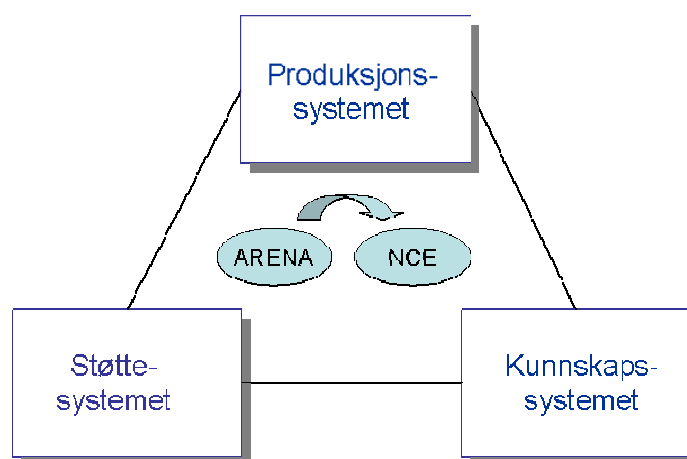 Produksjons-
systemet
ARENA
NCE
Støtte-
systemet
Kunnskaps-
systemet